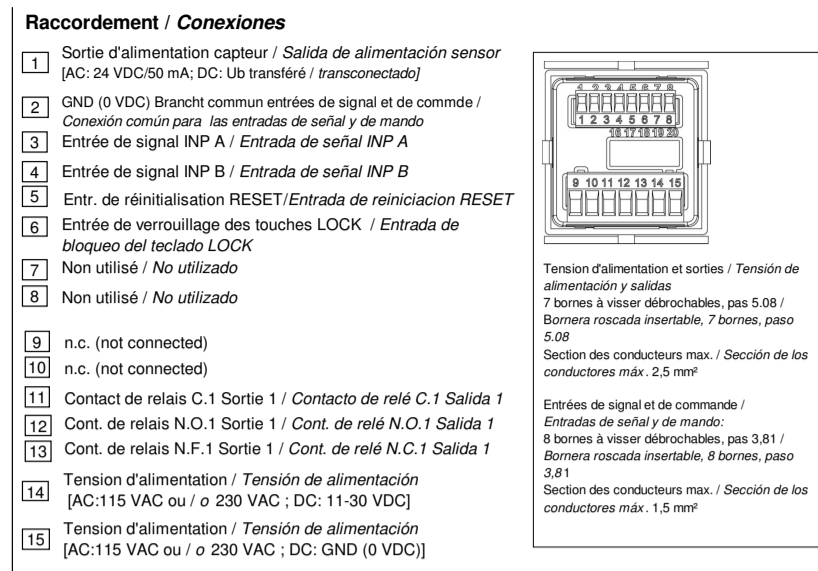 Raccordement / Conexiones
1
Sortie d'alimentation capteur / Salida de alimentación sensor
[AC: 24 VDC/50 mA; DC: Ub transféré / transconectado]
2
GND (0 VDC) Brancht commun entrées de signal et de commde /
Conexión común para las entradas de señal y de mando
3
Entrée de signal INP A / Entrada de señal INP A
4
Entrée de signal INP B / Entrada de señal INP B
5
Entr. de réinitialisation RESET/Entrada de reiniciacion RESET
6
Entrée de verrouillage des touches LOCK / Entrada de
bloqueo del teclado LOCK
7
Non utilisé / No utilizado
8
Non utilisé / No utilizado
9
n.c. (not connected)
10
n.c. (not connected)
11
Contact de relais C.1 Sortie 1 / Contacto de relé C.1 Salida 1
12
Cont. de relais N.O.1 Sortie 1 / Cont. de relé N.O.1 Salida 1
13
Cont. de relais N.F.1 Sortie 1 / Cont. de relé N.C.1 Salida 1
14
Tension d'alimentation / Tensión de alimentación
[AC:115 VAC ou / o 230 VAC ; DC: 11-30 VDC]
15
Tension d'alimentation / Tensión de alimentación
[AC:115 VAC ou / o 230 VAC ; DC: GND (0 VDC)]
1 2 3 4 5 6 7 8
1 2 3 4 5 6 7 8
16 17 18 19 20
9 10 11 12 13 14 15
Tension d'alimentation et sorties / Tensión de
alimentación y salidas
7 bornes à visser débrochables, pas 5.08 /
Bornera roscada insertable, 7 bornes, paso
5.08
Section des conducteurs max. / Sección de los
conductores máx. 2,5 mm²
Entrées de signal et de commande /
Entradas de señal y de mando:
8 bornes à visser débrochables, pas 3,81 /
Bornera roscada insertable, 8 bornes, paso
3,81
Section des conducteurs max. / Sección de los
conductores máx. 1,5 mm²